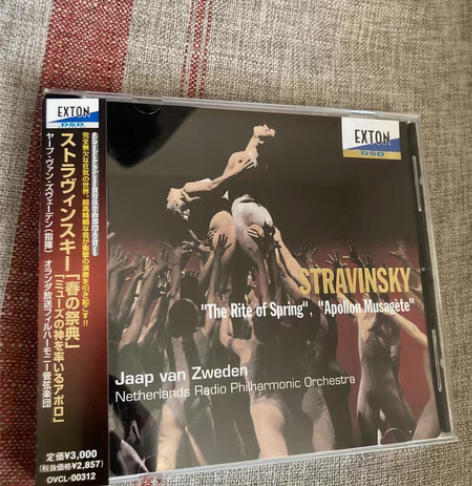 EXTON
DSD
ストラヴィンスキー「春の祭典」
「ミューズの神を率いるアポロ」
ヤープ・ヴァン・ズヴェーデン(指揮) オランダ放送フィルハーモニー管弦楽団
定価¥3,000
(税抜価格¥2,857)
OVCL-00312
EXTON
DSD
STRAVINSKY
"The Rite of Spring", "Apollon Musagète"
Jaap van Zweden
Netherlands Radio Philharmonic Orchestra